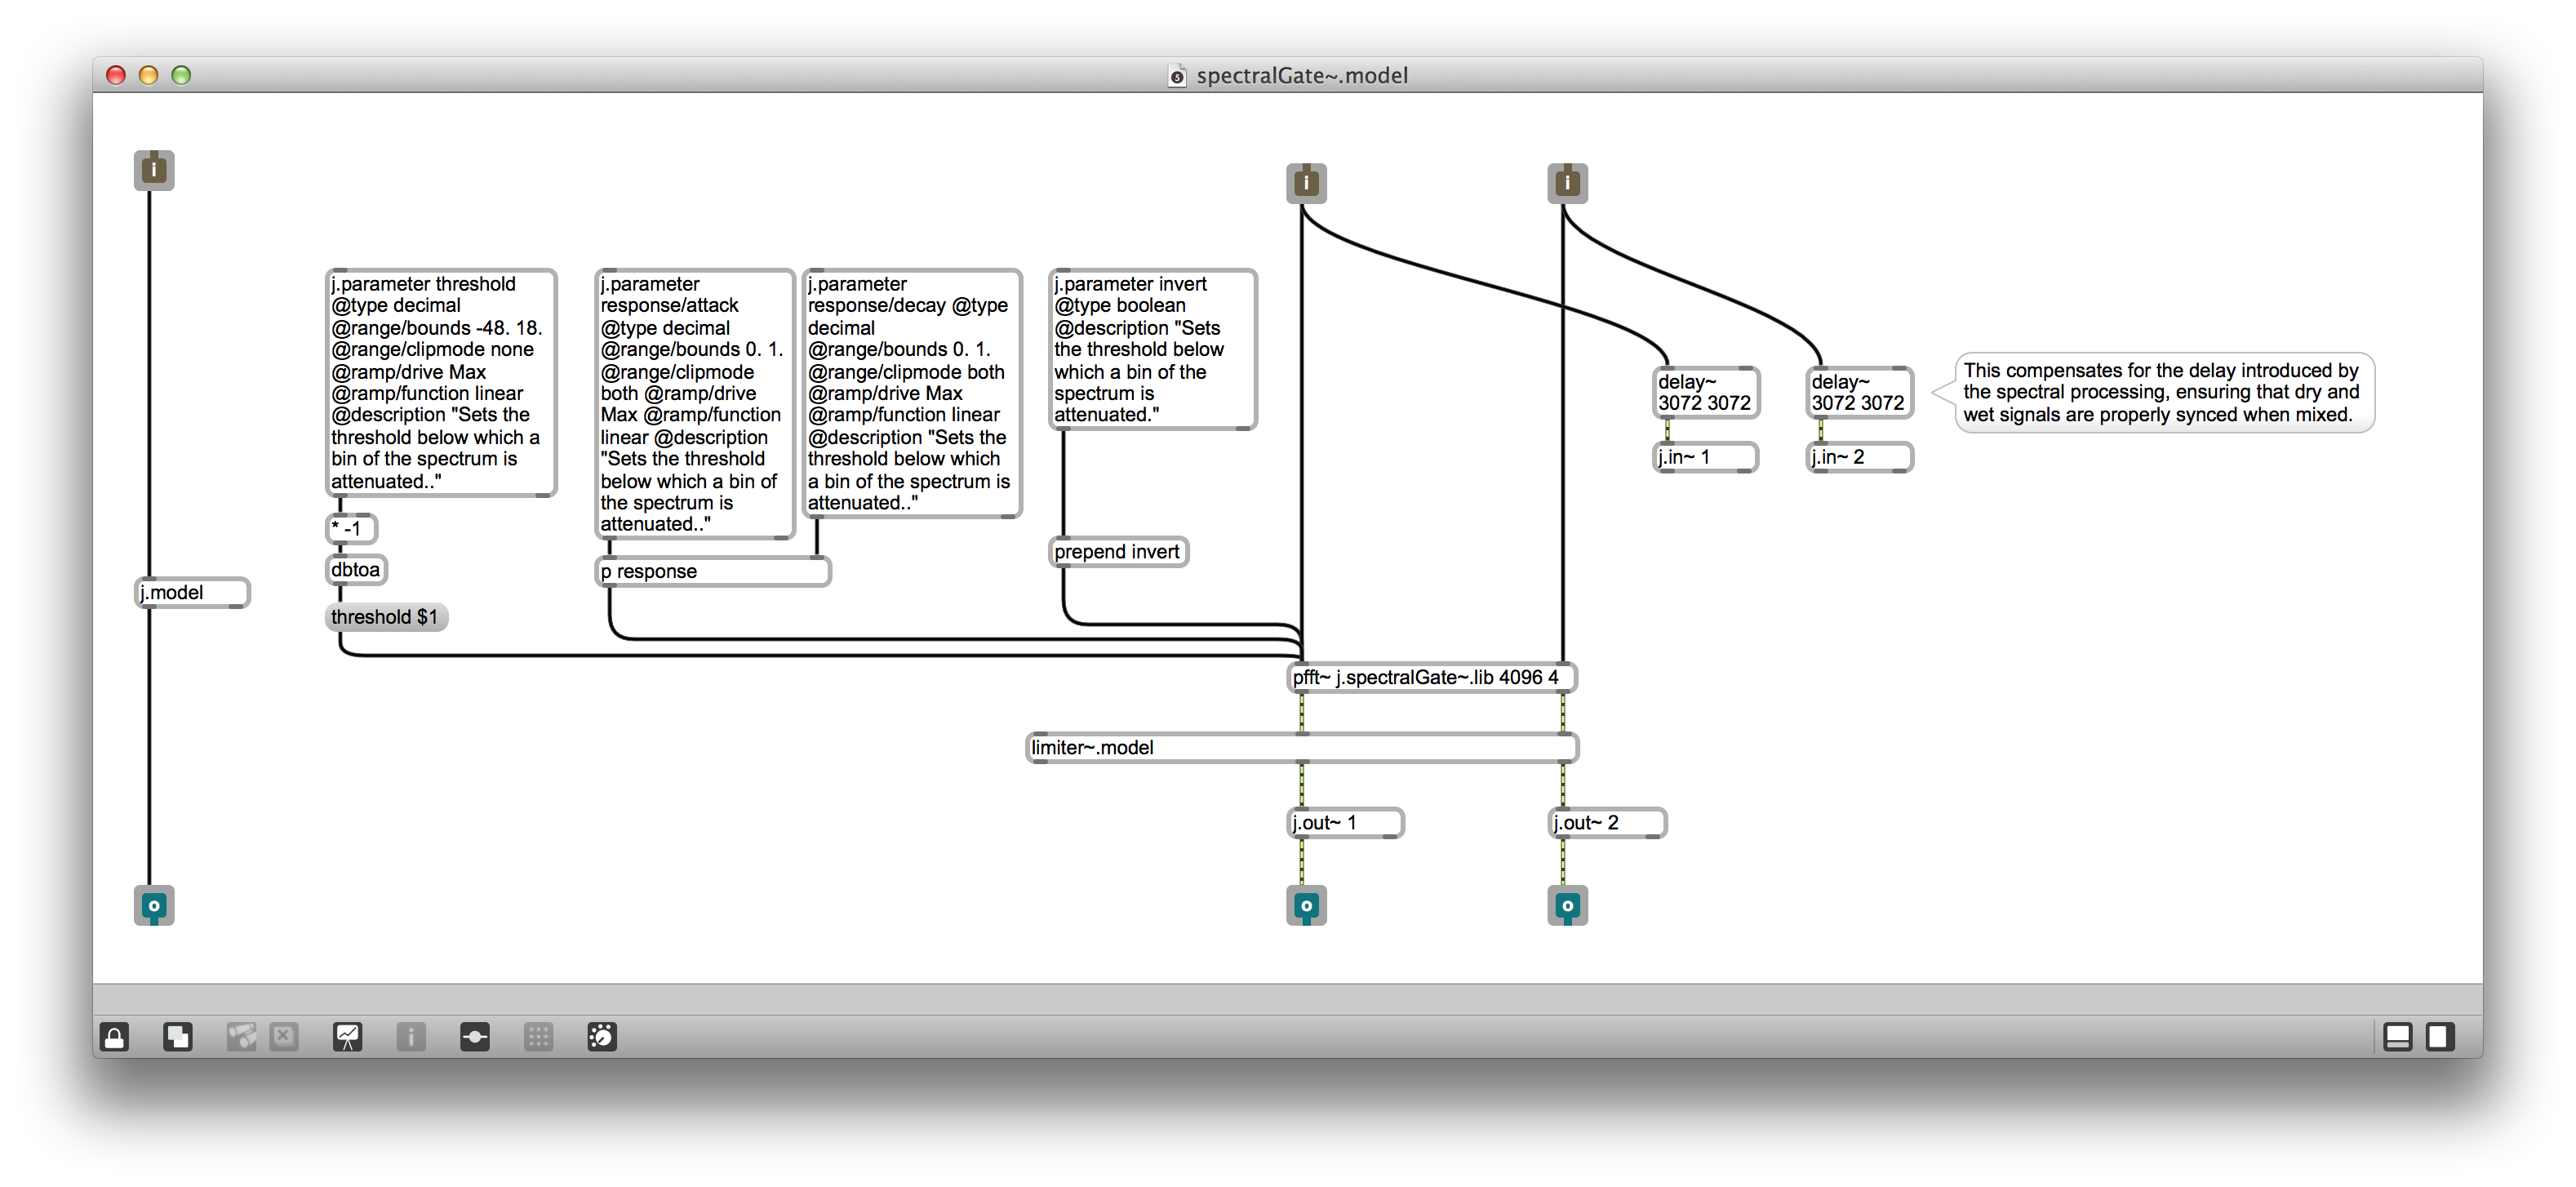 spectralGate~.model
i
i
i
j.parameter threshold
@type decimal
@range/bounds -48. 18.
@range/clipmode none
@ramp/drive Max
@ramp/function linear
@description "Sets the
threshold below which a
bin of the spectrum is
attenuated.."
j.parameter
response/attack
@type decimal
@range/bounds 0. 1.
@range/clipmode
both @ramp/drive
Max @ramp/function
linear @description
"Sets the threshold
below which a bin of
the spectrum is
attenuated.."
j.parameter
response/decay @type
decimal
@range/bounds 0. 1.
@range/clipmode both
@ramp/drive Max
@ramp/function linear
@description "Sets the
threshold below which
a bin of the spectrum is
attenuated.."
j.parameter invert
@type boolean
@description "Sets
the threshold below
which a bin of the
spectrum is
attenuated."
delay~
3072 3072
delay~
3072 3072
This compensates for the delay introduced by
the spectral processing, ensuring that dry and
wet signals are properly synced when mixed.
j.in~ 1
j.in~ 2
* -1
dbtoa
threshold $1
p response
prepend invert
j.model
pfft~ j.spectralGate~.lib 4096 4
limiter~.model
j.out~ 1
j.out~ 2
o
o
o